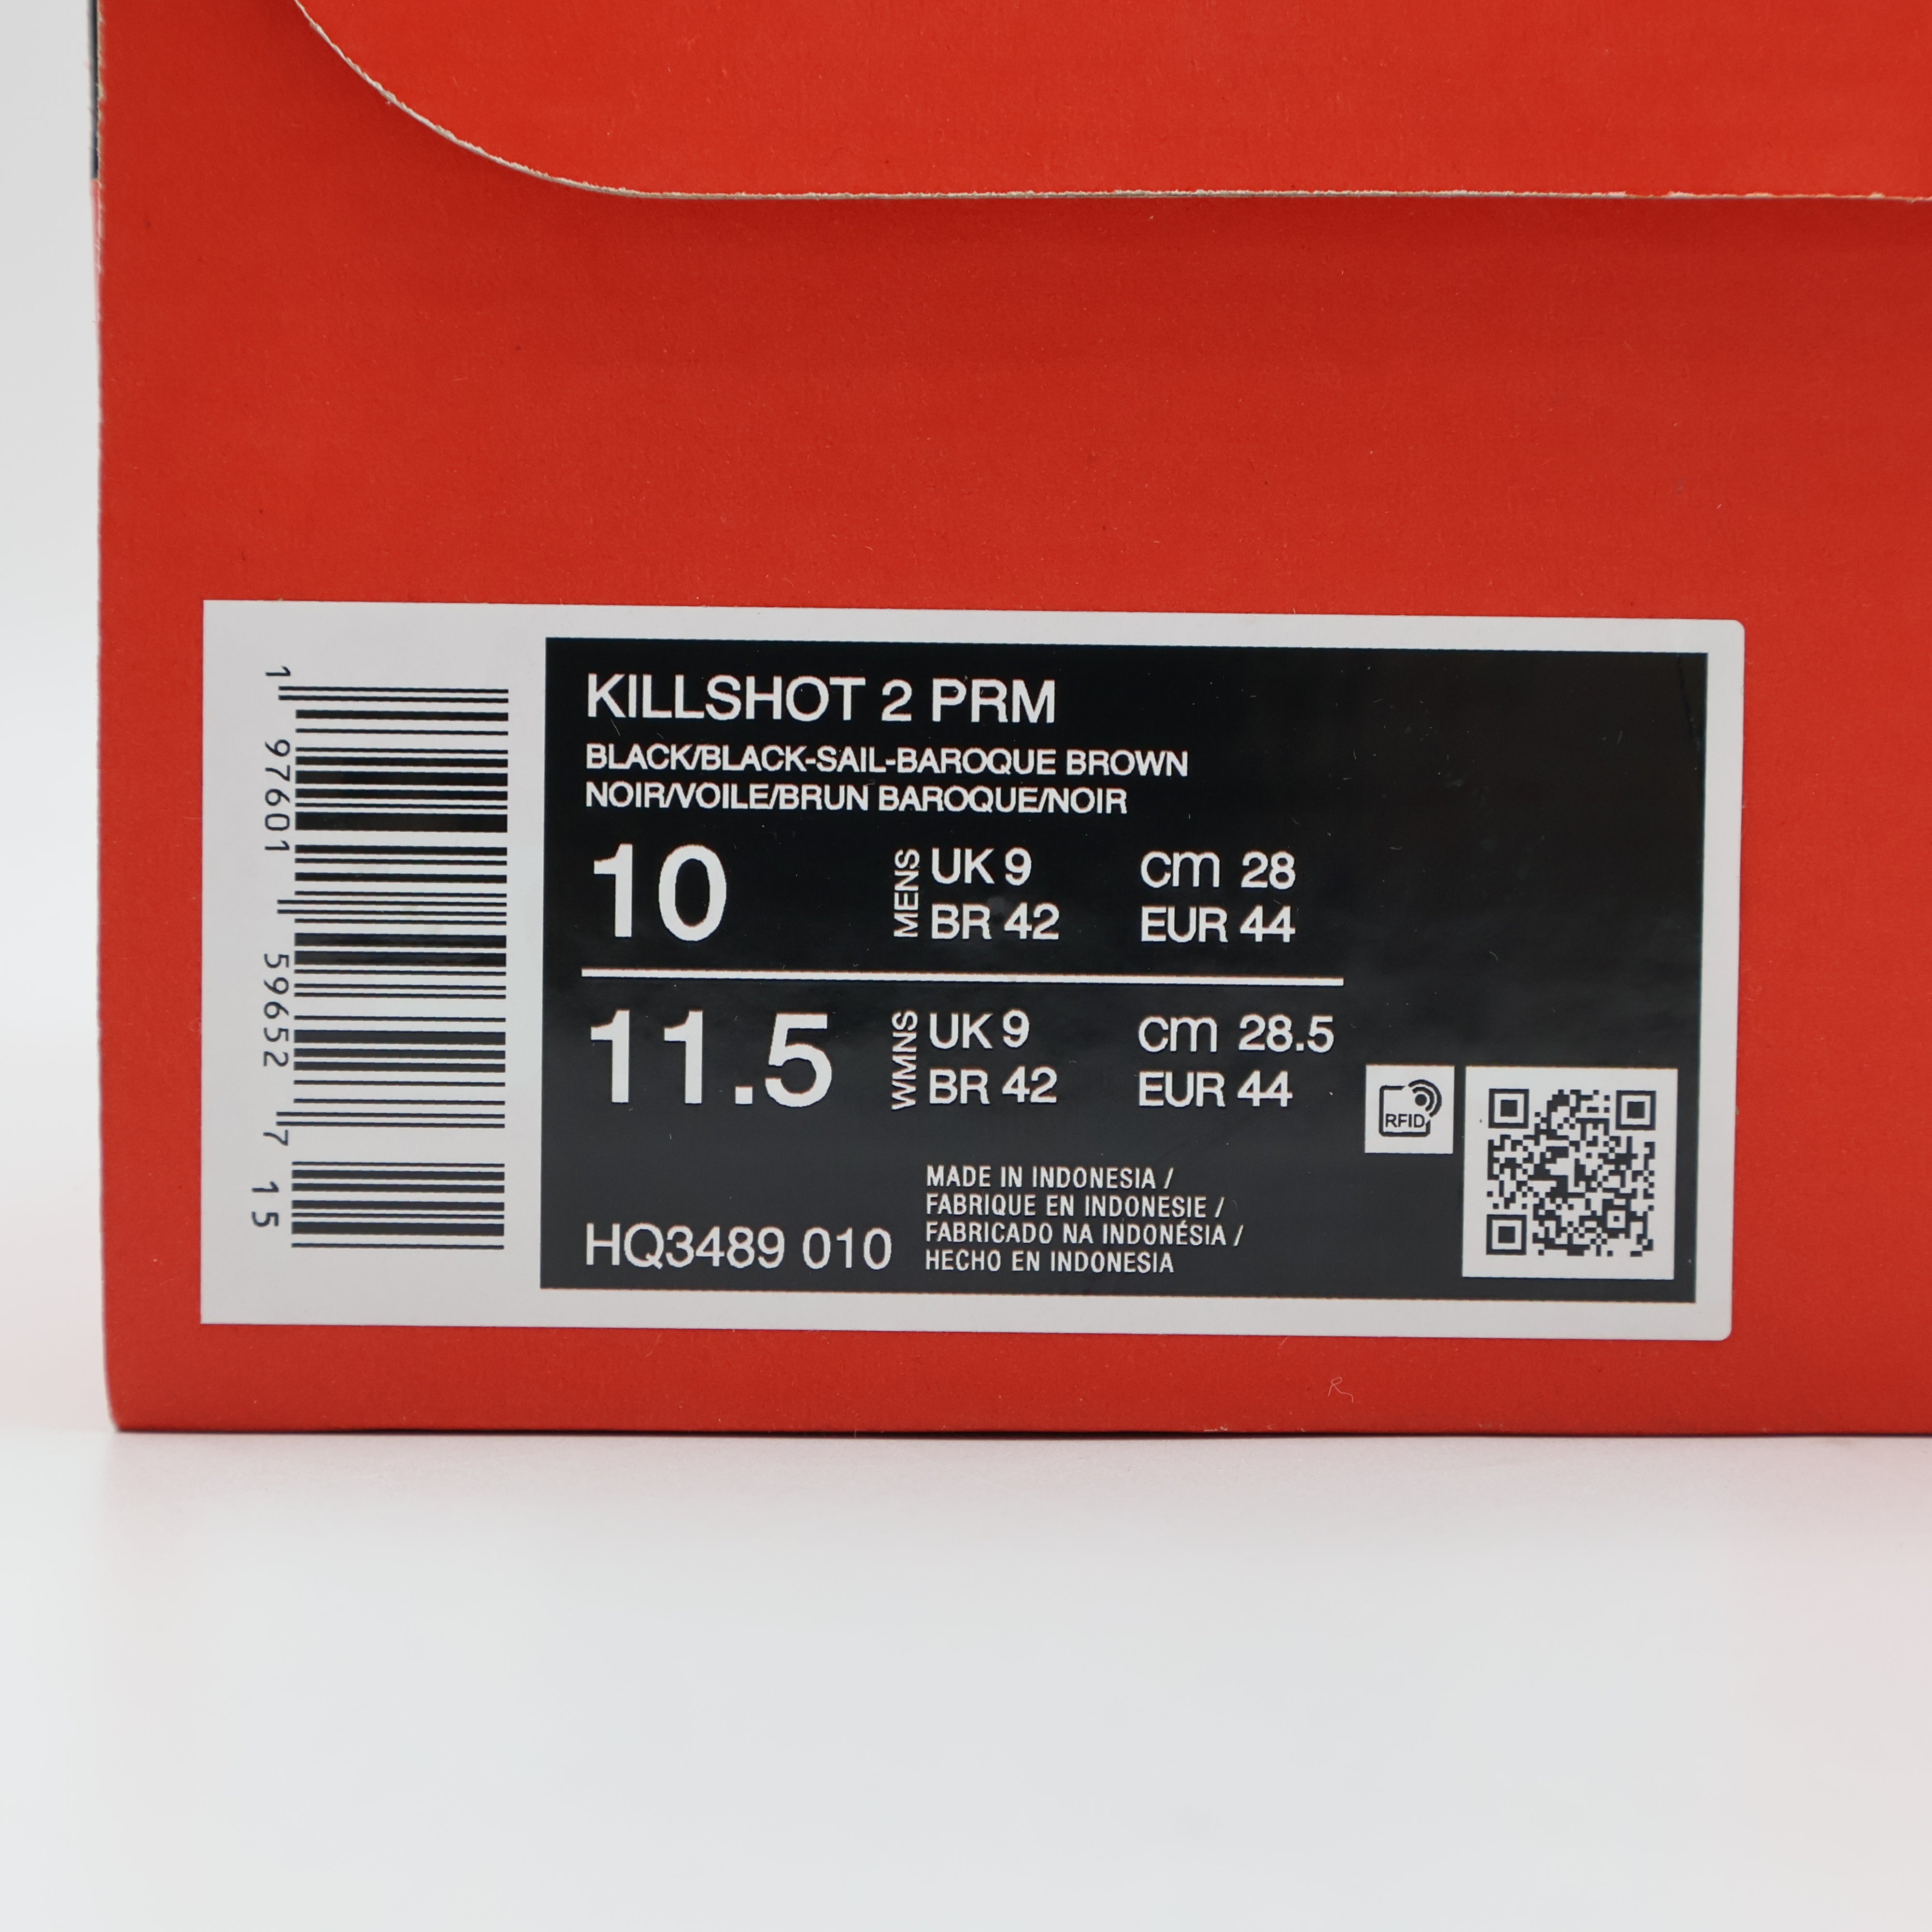 1 97601 59652 7 15
KILLSHOT 2 PRM
BLACK/BLACK-SAIL-BAROQUE BROWN
NOIR/VOILE/BRUN BAROQUE/NOIR
10
MENS
UK 9 cm 28
BR 42 EUR 44
11.5
WMNS
UK 9 cm 28.5
BR 42 EUR 44
RFID
HQ3489 010
MADE IN INDONESIA /
FABRIQUE EN INDONESIE /
FABRICADO NA INDONÉSIA /
HECHO EN INDONESIA